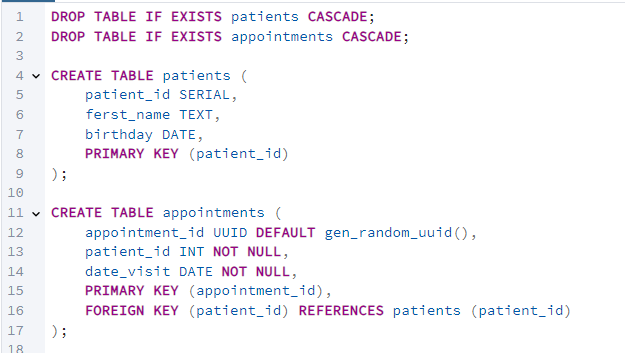 1 DROP TABLE IF EXISTS patients CASCADE;
2 DROP TABLE IF EXISTS appointments CASCADE;
3
4 CREATE TABLE patients (
5 patient_id SERIAL,
6 ferst_name TEXT,
7 birthday DATE,
8 PRIMARY KEY (patient_id)
9 );
10
11 CREATE TABLE appointments (
12 appointment_id UUID DEFAULT gen_random_uuid(),
13 patient_id INT NOT NULL,
14 date_visit DATE NOT NULL,
15 PRIMARY KEY (appointment_id),
16 FOREIGN KEY (patient_id) REFERENCES patients (patient_id)
17 );
18